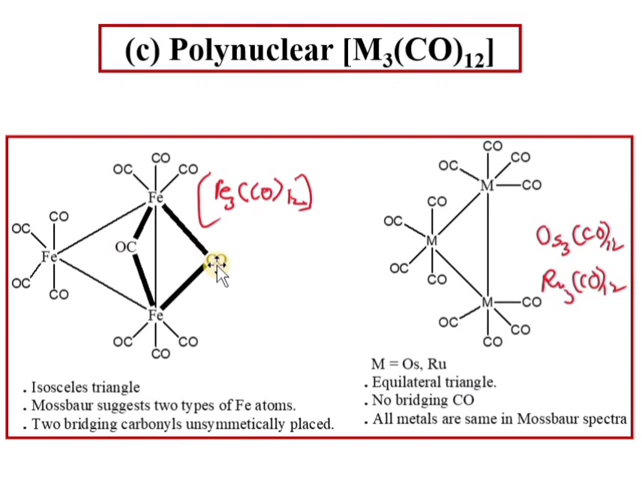 (c) Polynuclear [M₃(CO)₁₂]
CO
OC CO
Fe
[Fe₃(CO)₁₂]
CO
OC
Fe
OC
CO
OC
Fe
OC CO
CO
CO
OC CO
M CO
CO
OC
M
OC
CO
Os₃(CO)₁₂
Ru₃(CO)₁₂
M CO
OC CO
CO
. Isosceles triangle
. Mossbaur suggests two types of Fe atoms.
. Two bridging carbonyls unsymmetically placed.
M = Os, Ru
. Equilateral triangle.
. No bridging CO
. All metals are same in Mossbaur spectra